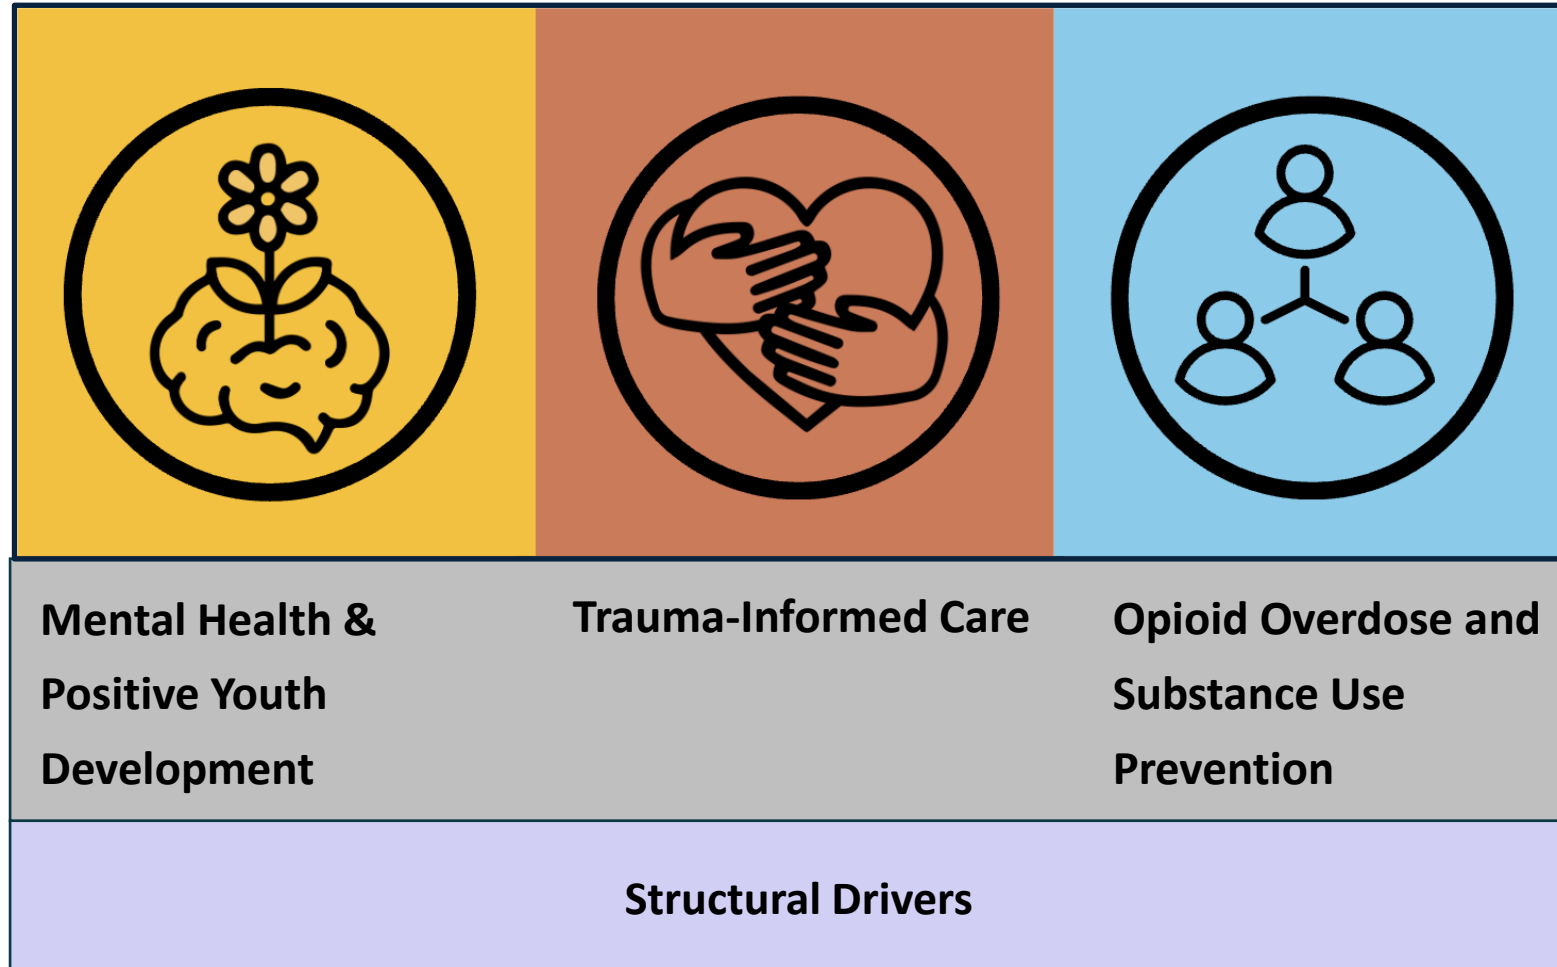 Mental Health &
Positive Youth
Development
Trauma-Informed Care
Opioid Overdose and
Substance Use
Prevention
Structural Drivers